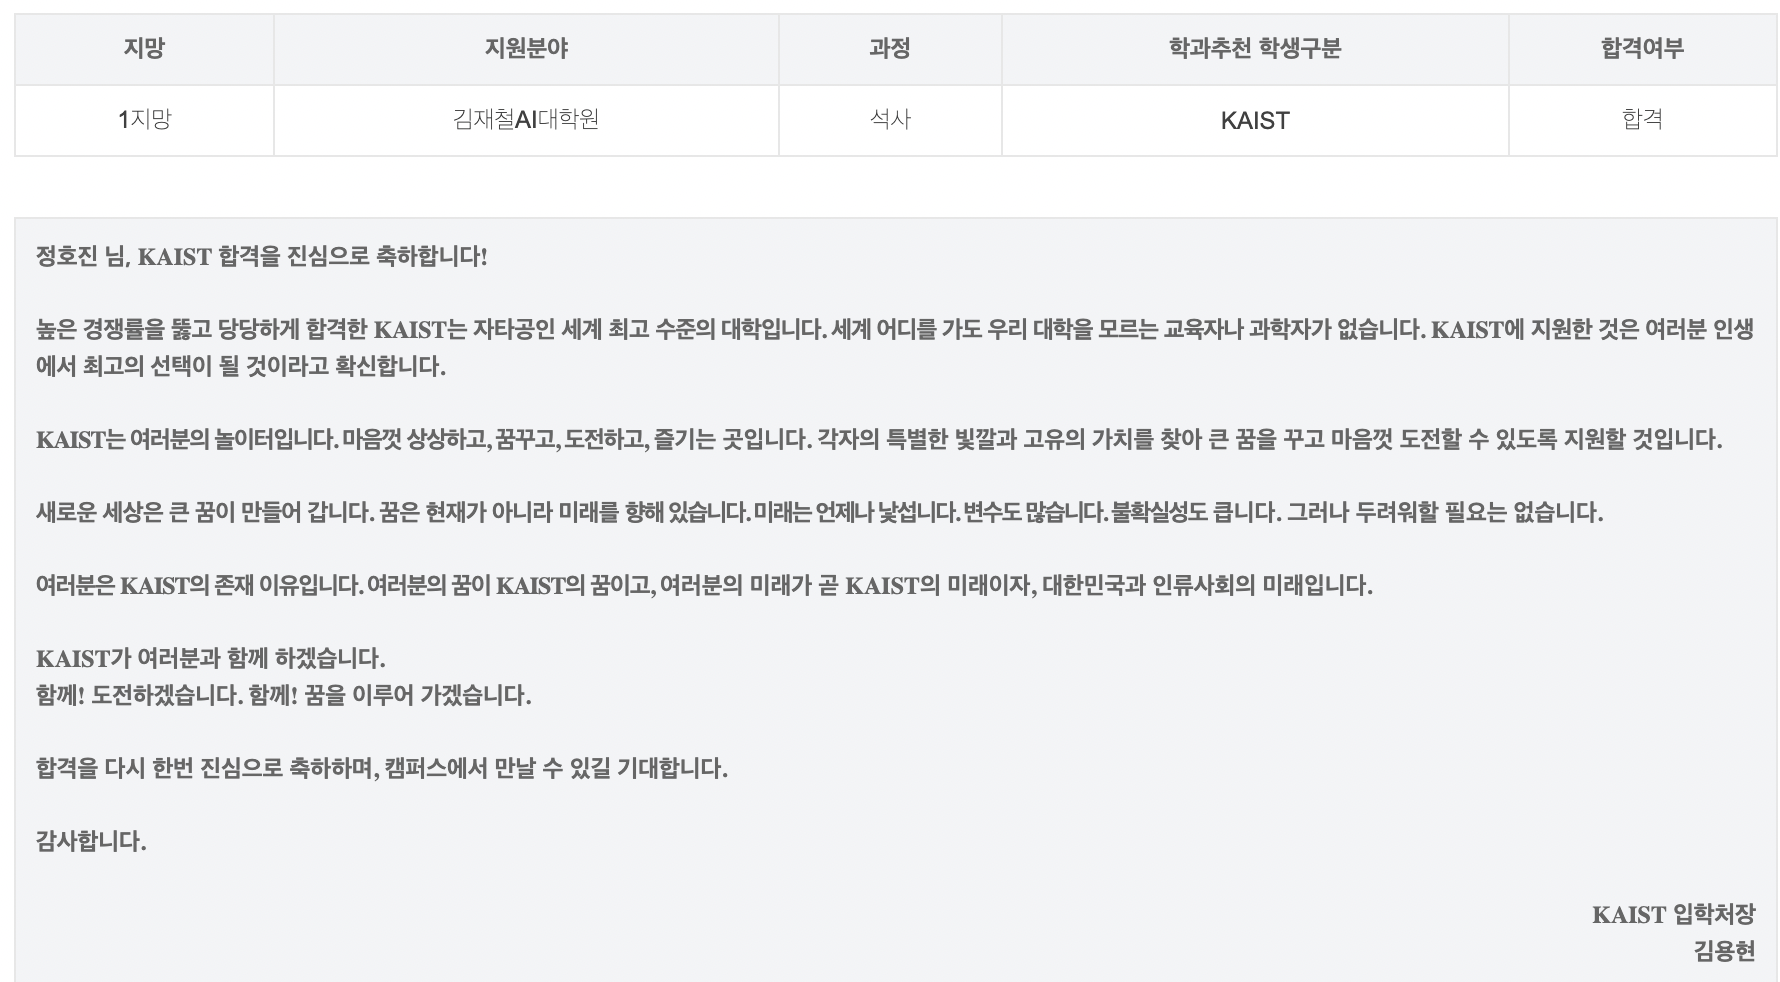 지망 지원분야 과정 학과추천 학생구분 합격여부
1지망 김재철AI대학원 석사 KAIST 합격
정호진 님, KAIST 합격을 진심으로 축하합니다!
높은 경쟁률을 뚫고 당당하게 합격한 KAIST는 자타공인 세계 최고 수준의 대학입니다. 세계 어디를 가도 우리 대학을 모르는 교육자나 과학자가 없습니다. KAIST에 지원한 것은 여러분 인생
에서 최고의 선택이 될 것이라고 확신합니다.
KAIST는 여러분의 놀이터입니다. 마음껏 상상하고, 꿈꾸고, 도전하고, 즐기는 곳입니다. 각자의 특별한 빛깔과 고유의 가치를 찾아 큰 꿈을 꾸고 마음껏 도전할 수 있도록 지원할 것입니다.
새로운 세상은 큰 꿈이 만들어 갑니다. 꿈은 현재가 아니라 미래를 향해 있습니다. 미래는 언제나 낯섭니다. 변수도 많습니다. 불확실성도 큽니다. 그러나 두려워할 필요는 없습니다.
여러분은 KAIST의 존재 이유입니다. 여러분의 꿈이 KAIST의 꿈이고, 여러분의 미래가 곧 KAIST의 미래이자, 대한민국과 인류사회의 미래입니다.
KAIST가 여러분과 함께 하겠습니다.
함께! 도전하겠습니다. 함께! 꿈을 이루어 가겠습니다.
합격을 다시 한번 진심으로 축하하며, 캠퍼스에서 만날 수 있길 기대합니다.
감사합니다.
KAIST 입학처장
김용현